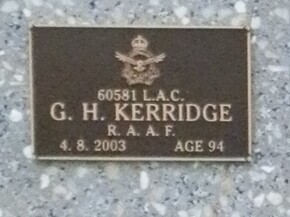 60581 L.A.C.
G. H. KERRIDGE
R. A. A. F.
4. 8. 2003 AGE 94